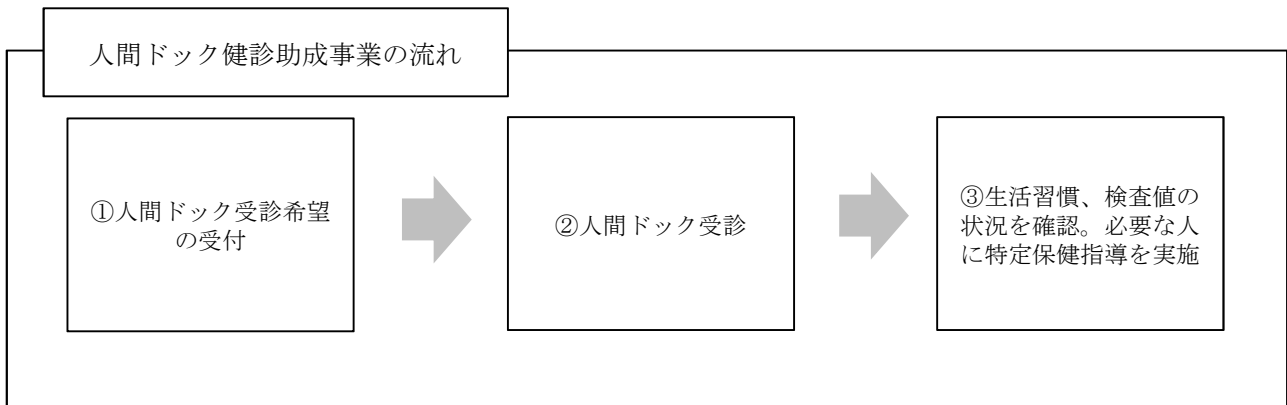 人間ドック健診助成事業の流れ
①人間ドック受診希望
の受付
②人間ドック受診
③生活習慣、検査値の
状況を確認。必要な人
に特定保健指導を実施